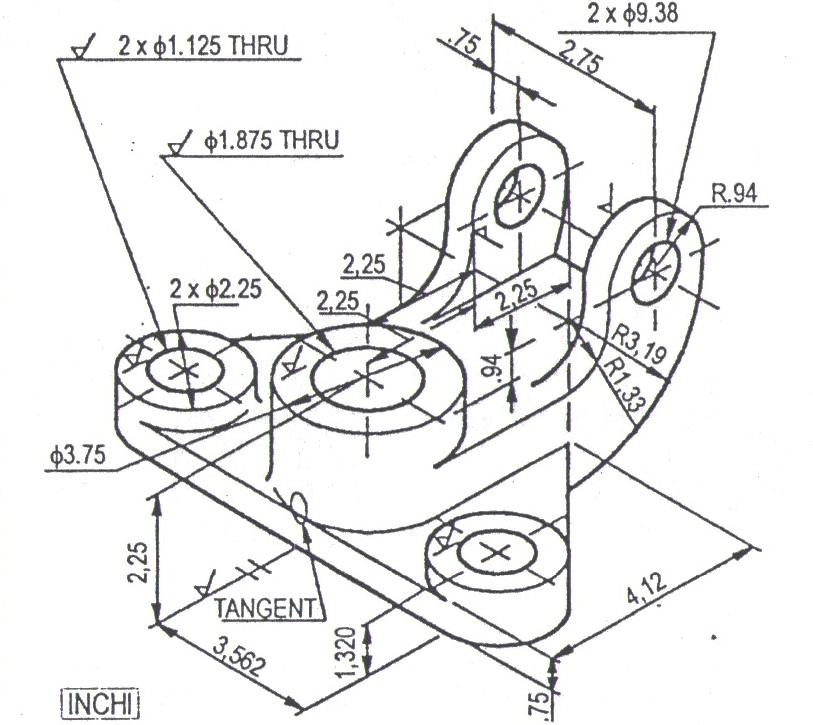 2 x ϕ9.38
.75
2,75
2 x ϕ1.125 THRU
ϕ1.875 THRU
R.94
2,25
2 x ϕ2.25
2,25
2,25
R3,19
.94
R1,33
ϕ3.75
2,25
TANGENT
4,12
3,562
1,320
.75
INCHI